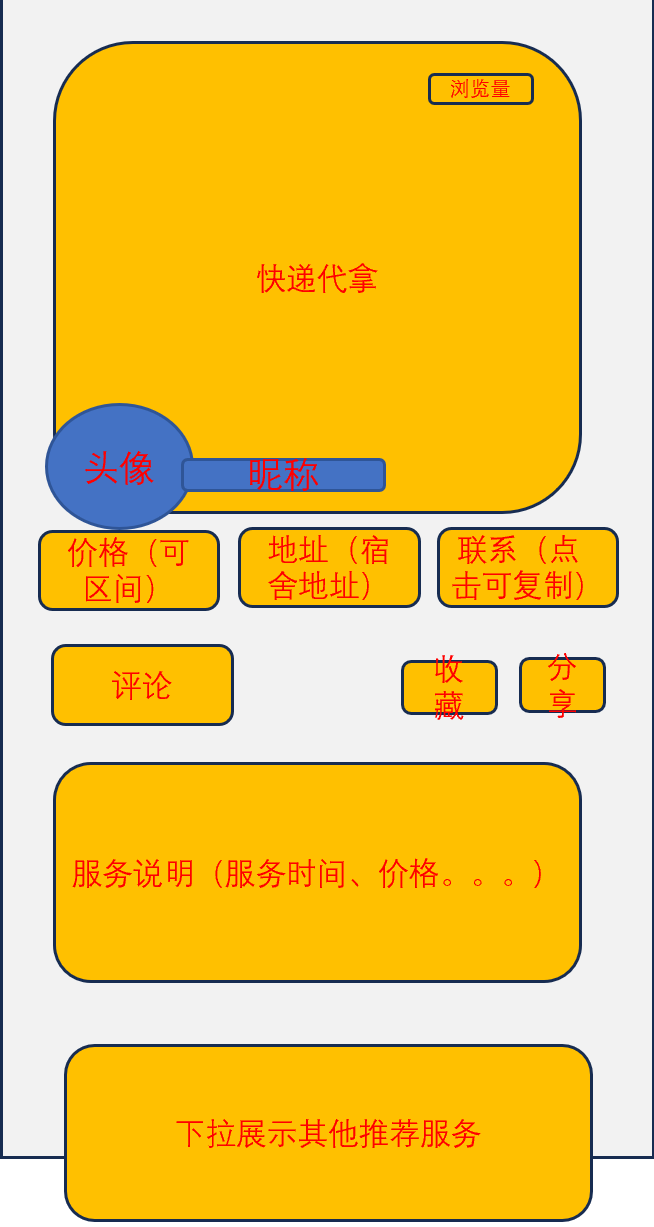 浏览量
快递代拿
头像
昵称
价格（可
区间）
地址（宿
舍地址）
联系（点
击可复制）
评论
收
藏
分
享
服务说明（服务时间、价格。。。）
下拉展示其他推荐服务